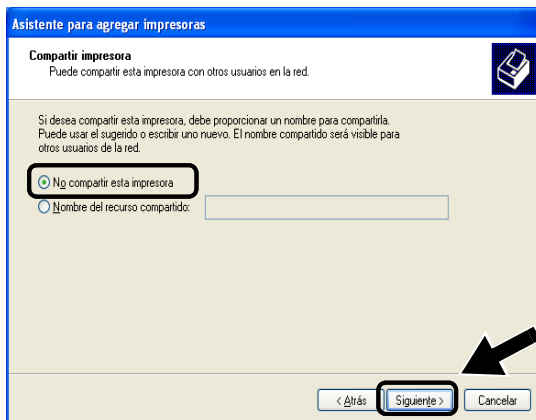 Asistente para agregar impresoras
Compartir impresora
Puede compartir esta impresora con otros usuarios en la red.
Si desea compartir esta impresora, debe proporcionar un nombre para compartirla.
Puede usar el sugerido o escribir uno nuevo. El nombre compartido será visible para
otros usuarios de la red.
No compartir esta impresora
Nombre del recurso compartido:
< Atrás Siguiente > Cancelar